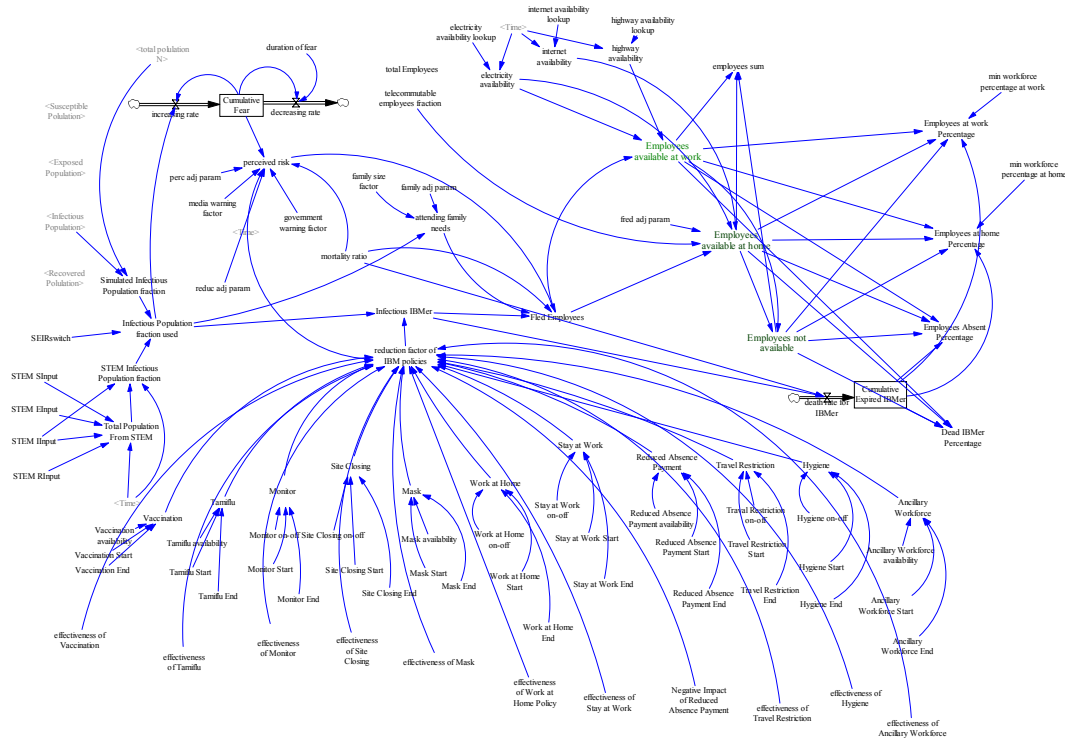 internet availability
lookup
electricity
availability lookup
<Time>
highway availability
lookup
<total polulation
N>
duration of fear
internet
availability
highway
availability
employees sum
total Employees
electricity
availability
telecommutable
employees fraction
min workforce
percentage at work
Cumulative
Fear
<Susceptible
Polulation>
increasing rate
decreasing rate
Employees at work
Percentage
Employees
available at work
<Exposed
Population>
perceived risk
min workforce
percentage at home
perc adj param
family size
factor
family adj param
media warning
factor
government
warning factor
attending family
needs
fred adj param
<Infectious
Population>
<Time>
Employees
available at home
Employees at home
Percentage
mortality ratio
<Recovered
Polulation>
Simulated Infectious
Population fraction
reduc adj param
Infectious IBMer
Fled Employees
Infectious Population
fraction used
SEIRswitch
Employees not
available
Employees Absent
Percentage
reduction factor of
IBM policies
STEM SInput
STEM Infectious
Population fraction
Cumulative
Expired IBMer
death rate for
IBMer
STEM EInput
Total Population
From STEM
STEM IInput
Dead IBMer
Percentage
STEM RInput
Stay at Work
Site Closing
Reduced Absence
Payment
Travel Restriction
Hygiene
Monitor
Mask
Work at Home
<Time>
Tamiflu
Ancillary
Workforce
Vaccination
Vaccination
availability
Stay at Work
on-off
Reduced Absence
Payment availability
Travel Restriction
on-off
Hygiene on-off
Tamiflu availability
Monitor on-off
Site Closing on-off
Mask availability
Work at Home
on-off
Stay at Work Start
Reduced Absence
Payment Start
Travel Restriction
Start
Ancillary Workforce
availability
Vaccination Start
Vaccination End
Tamiflu Start
Monitor Start
Site Closing Start
Mask Start
Work at Home
Start
Stay at Work End
Hygiene Start
Tamiflu End
Monitor End
Site Closing End
Mask End
Reduced Absence
Payment End
Travel Restriction
End
Hygiene End
Ancillary
Workforce Start
effectiveness of
Vaccination
Work at Home
End
Ancillary
Workforce End
effectiveness
of Tamiflu
effectiveness
of Monitor
effectiveness
of Site
Closing
effectiveness of Mask
effectiveness
of Work at
Home Policy
effectiveness of
Stay at Work
Negative Impact
of Reduced
Absence Payment
effectiveness of
Travel Restriction
effectiveness of
Hygiene
effectiveness of
Ancillary Workforce